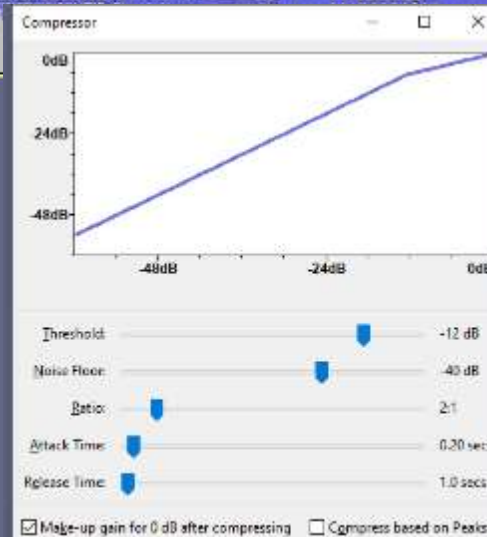 Compressor
0dB
-24dB
-48dB
-48dB -24dB 0dB
Threshold: -12 dB
Noise Floor: -40 dB
Ratio: 2:1
Attack Time: 0.20 secs
Release Time: 1.0 secs
Make-up gain for 0 dB after compressing Compress based on Peaks